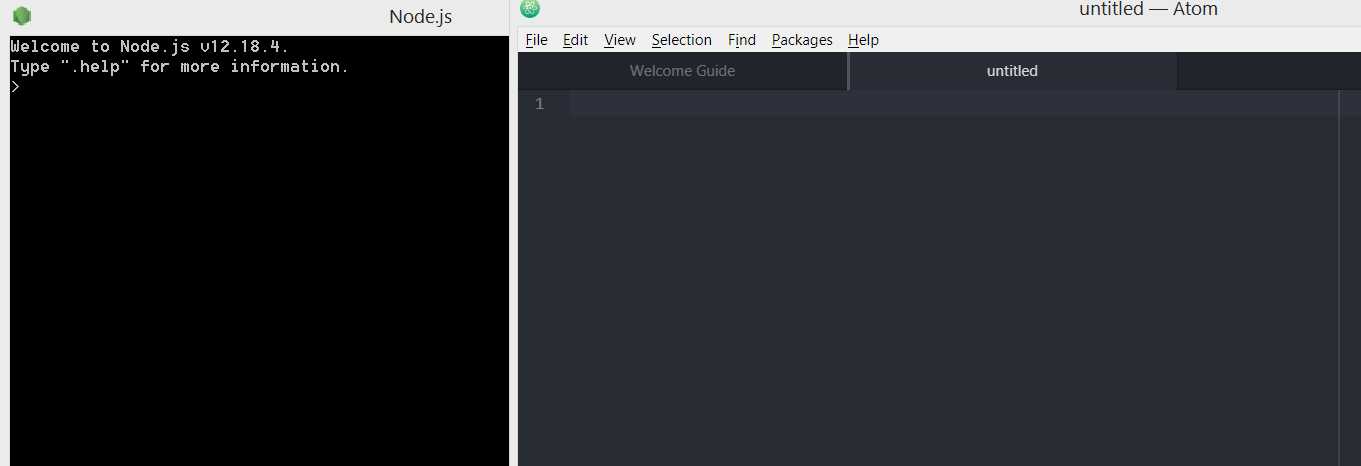 Node.js
Welcome to Node.js v12.18.4.
Type ".help" for more information.
>
untitled — Atom
File Edit View Selection Find Packages Help
Welcome Guide untitled
1